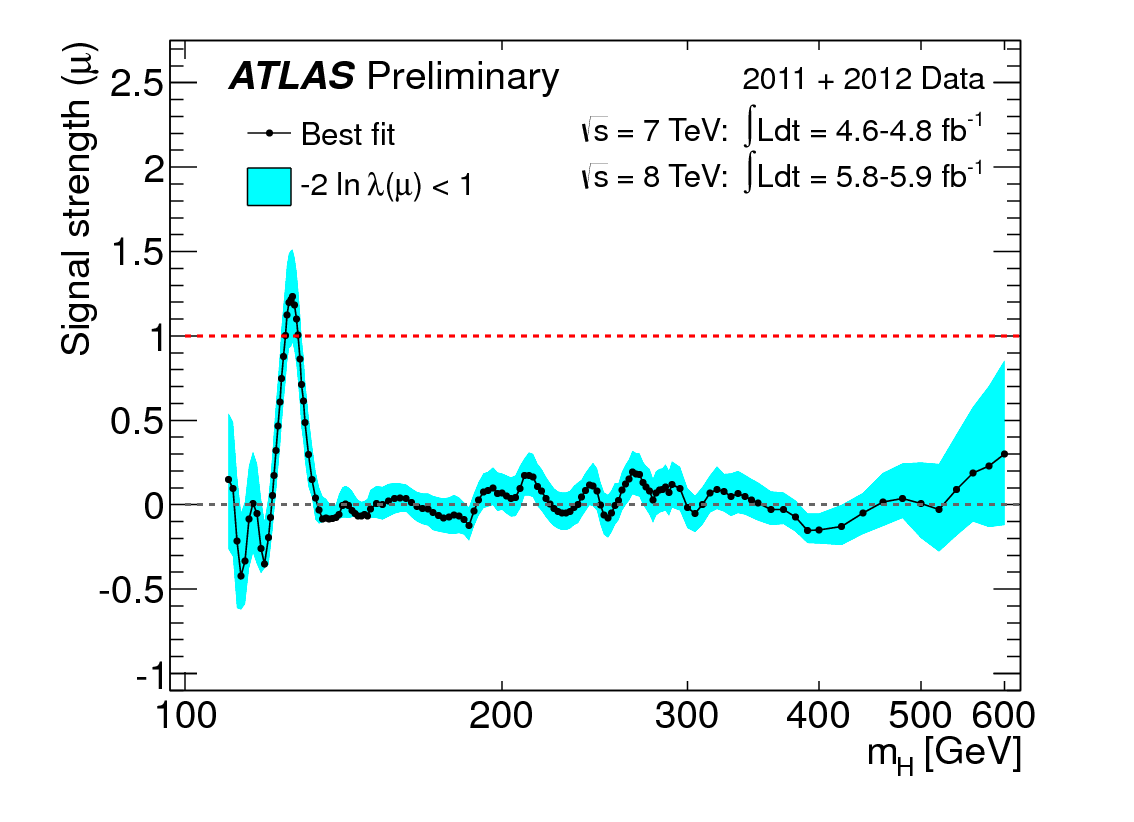 Signal strength (μ)
2.5
2
1.5
1
0.5
0
-0.5
-1
ATLAS Preliminary
Best fit
-2 ln λ(μ) < 1
2011 + 2012 Data
√s = 7 TeV: ∫Ldt = 4.6-4.8 fb⁻¹
√s = 8 TeV: ∫Ldt = 5.8-5.9 fb⁻¹
100 200 300 400 500 600
m_H [GeV]